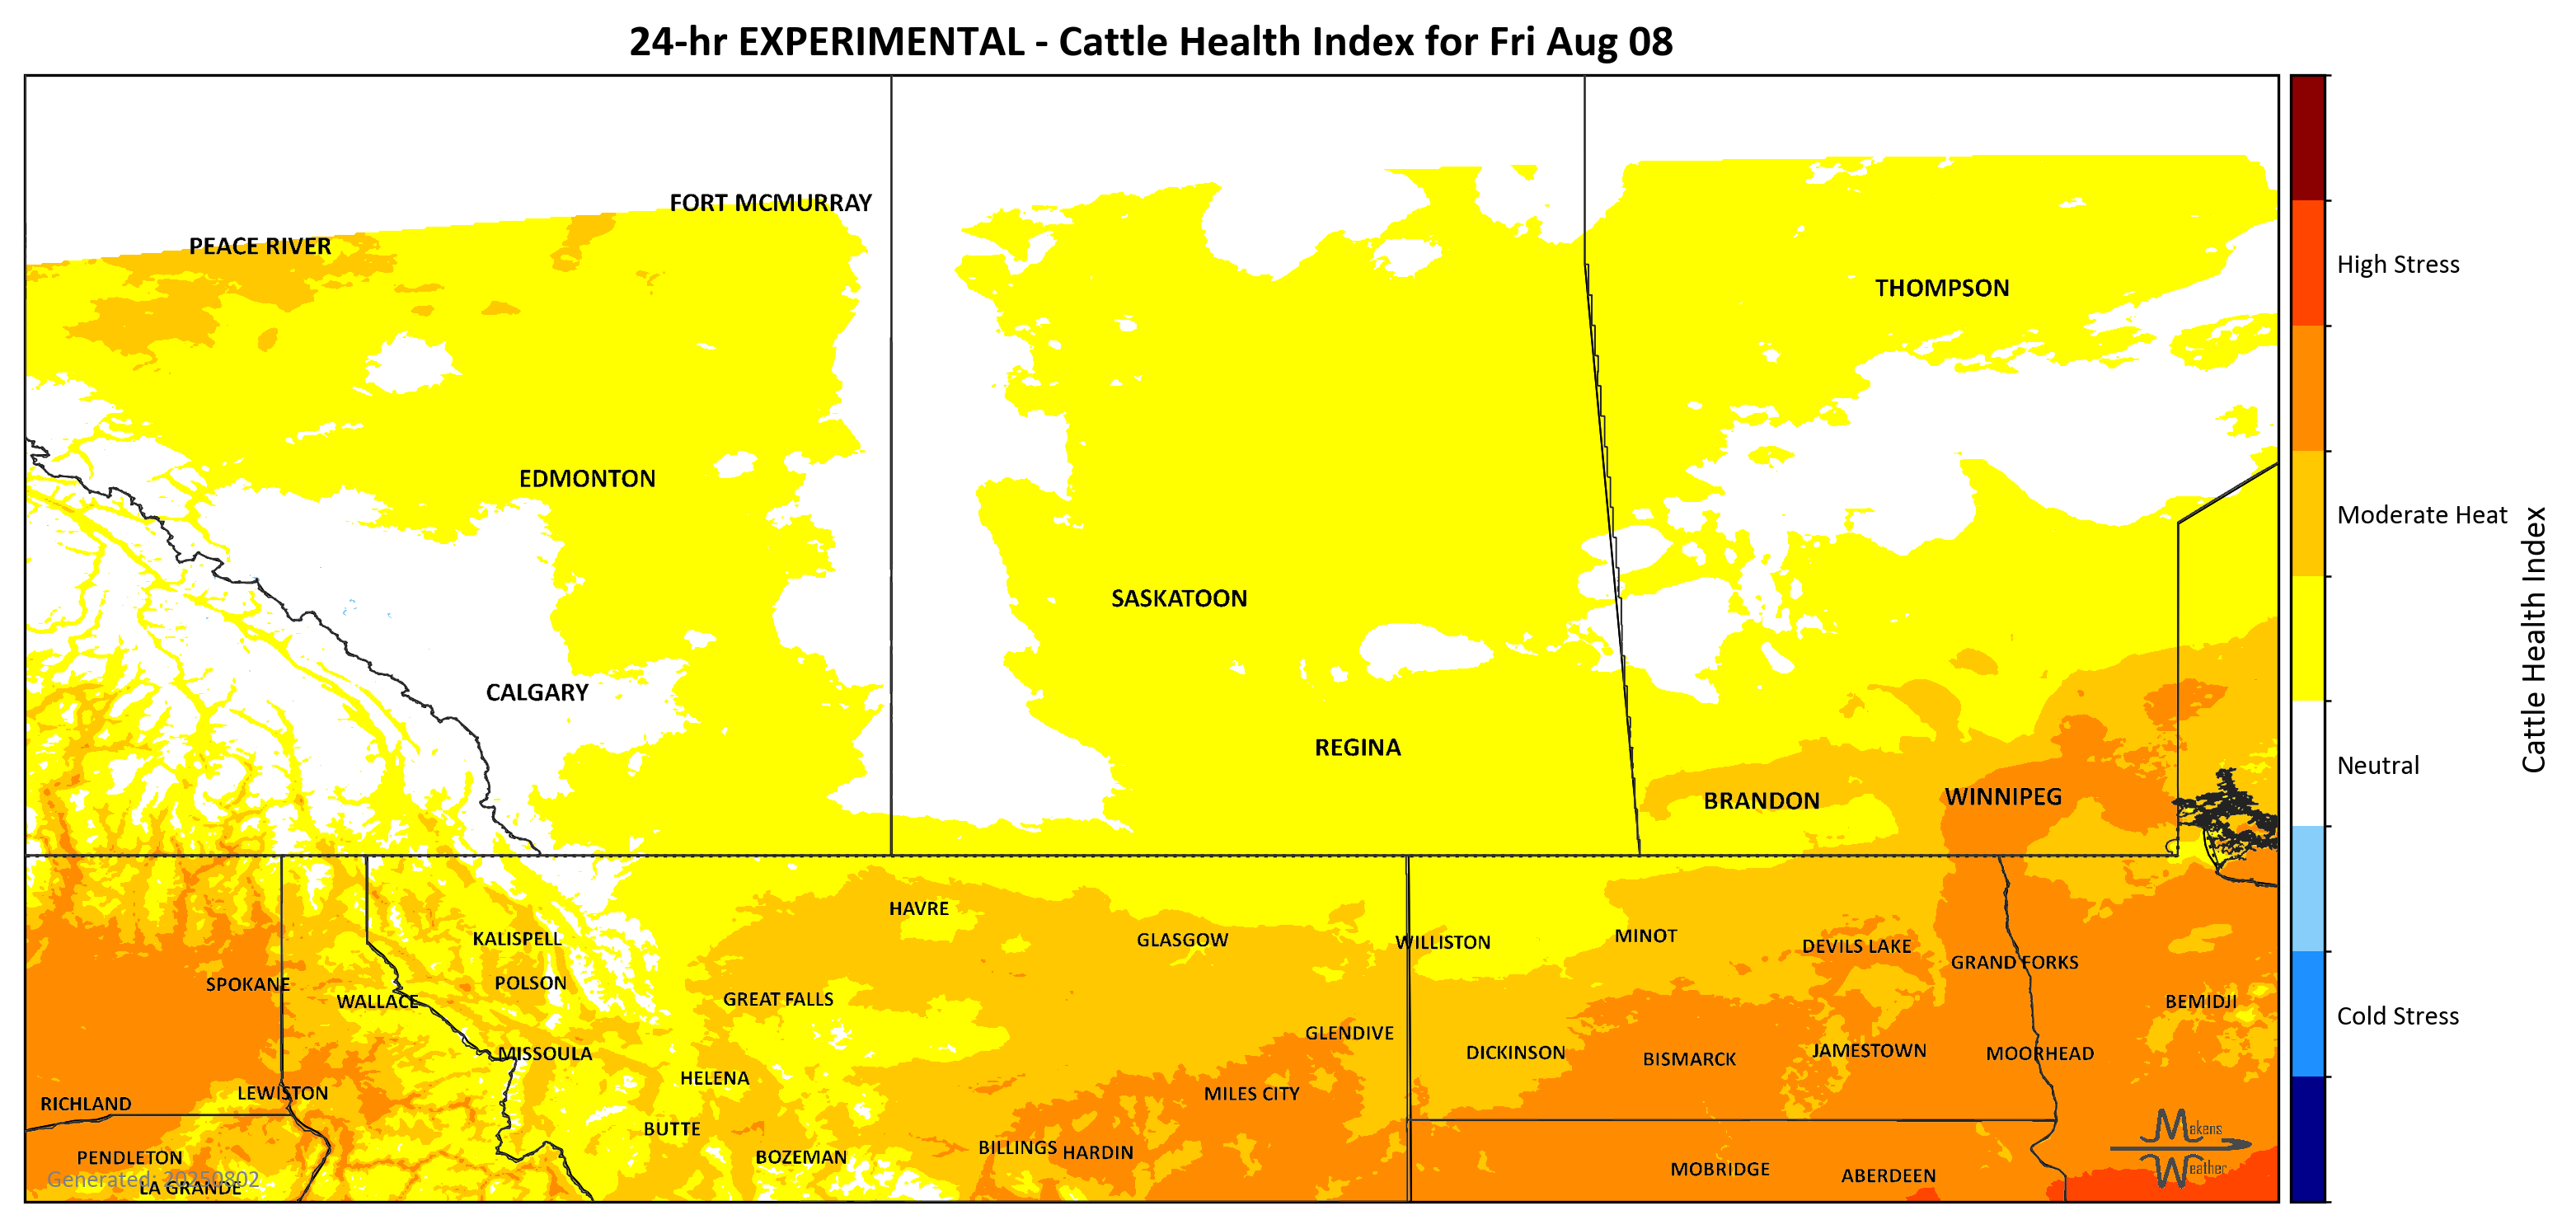 24-hr EXPERIMENTAL - Cattle Health Index for Fri Aug 08
FORT MCMURRAY
PEACE RIVER
THOMPSON
EDMONTON
SASKATOON
CALGARY
REGINA
BRANDON
WINNIPEG
HAVRE
KALISPELL
GLASGOW
WILLISTON
MINOT
DEVILS LAKE
GRAND FORKS
SPOKANE
POLSON
WALLACE
GREAT FALLS
BEMIDJI
GLENDIVE
MISSOULA
DICKINSON
BISMARCK
JAMESTOWN
MOORHEAD
HELENA
LEWISTON
MILES CITY
RICHLAND
BUTTE
BILLINGS
HARDIN
PENDLETON
BOZEMAN
MOBRIDGE
ABERDEEN
LA GRANDE
Generated: 20250802
Makens
Weather
High Stress
Moderate Heat
Neutral
Cold Stress
Cattle Health Index